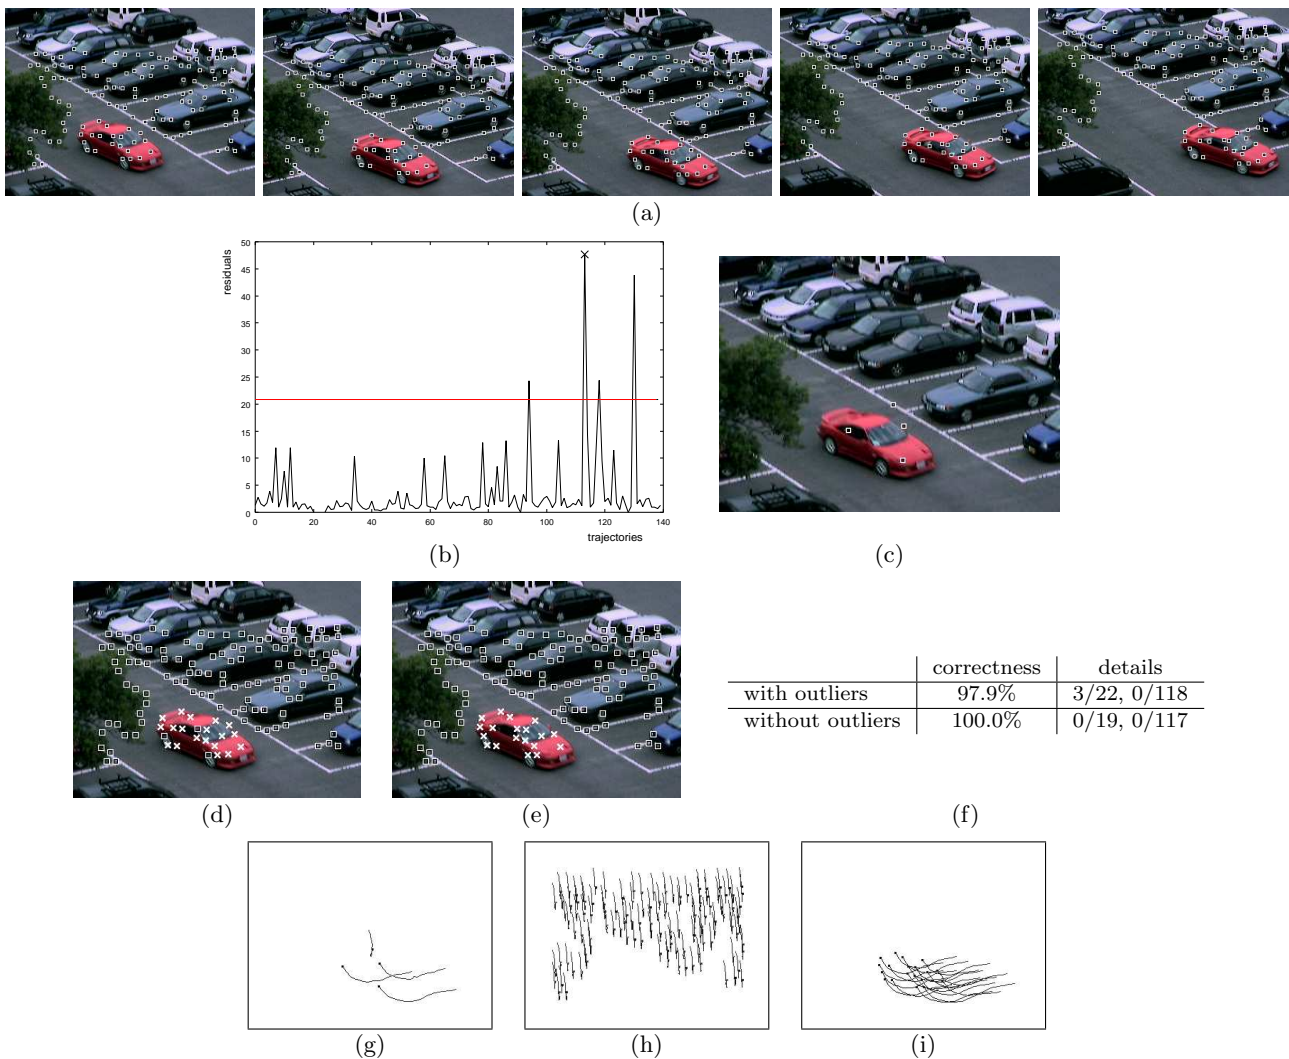 (a)
residuals
50
45
40
35
30
25
20
15
10
5
0
0 20 40 60 80 100 120 140
trajectories
(b)
(c)
(d)
(e)
correctness details
with outliers 97.9% 3/22, 0/118
without outliers 100.0% 0/19, 0/117
(f)
(g)
(h)
(i)